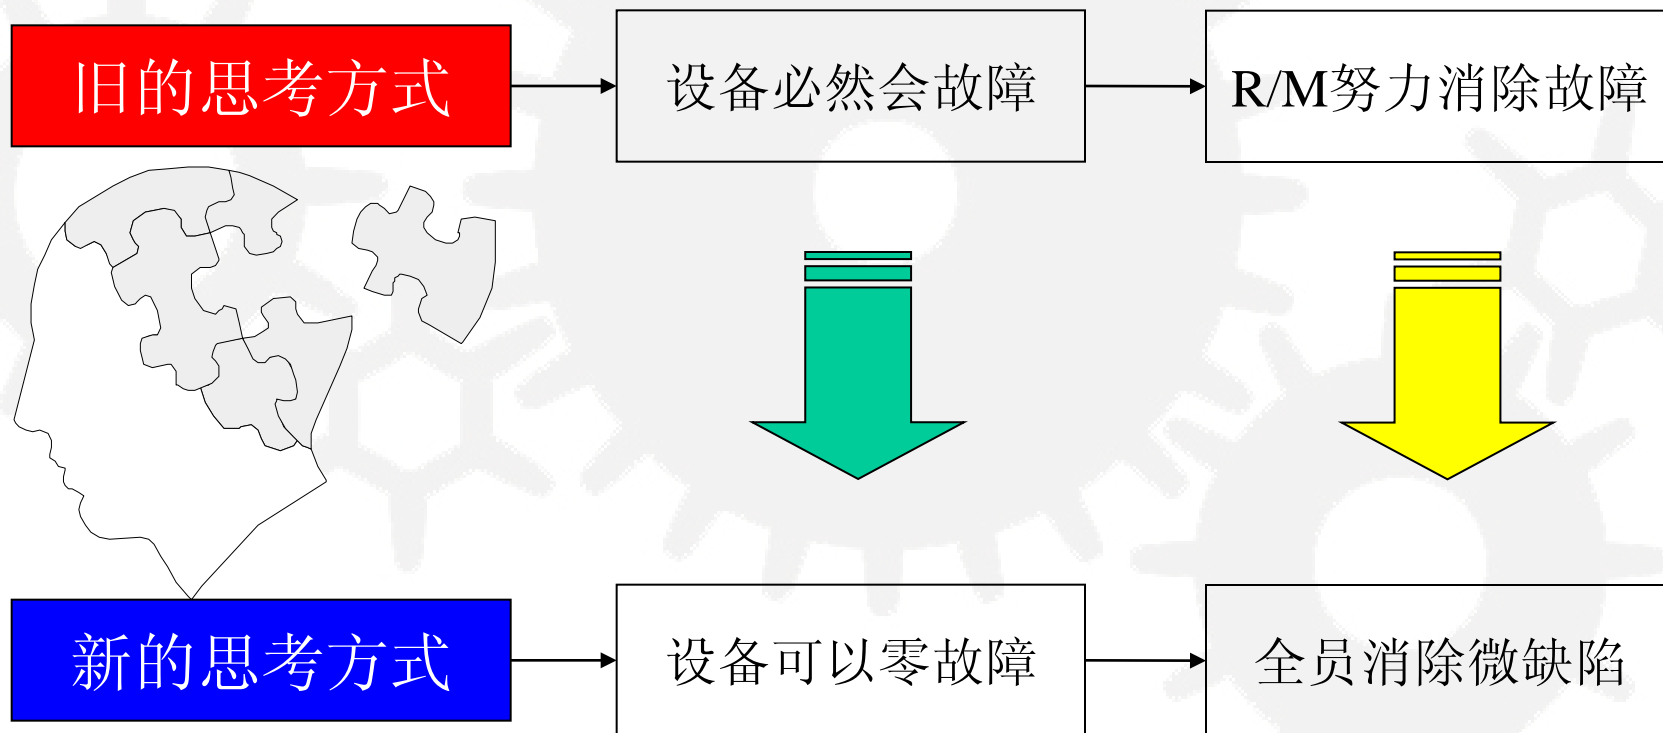 旧的思考方式
设备必然会故障
R/M努力消除故障
新的思考方式
设备可以零故障
全员消除微缺陷